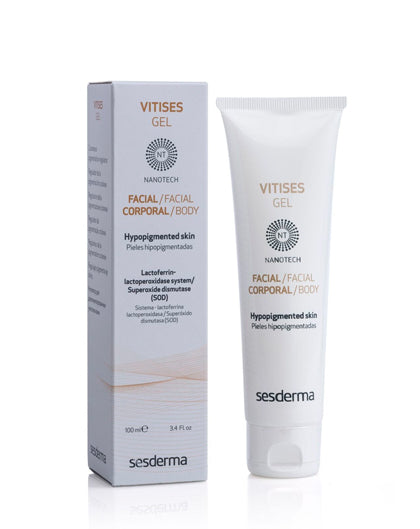 VITISES
GEL
NT
NANOTECH
FACIAL/FACIAL
CORPORAL/BODY
Hypopigmented skin
Pieles hipopigmentadas
Lactoferrin-
lactoperoxidase system/
Superoxide dismutase
(SOD)
Sistema - lactoferrina
lactoperoxidasa/Superóxido
dismutasa (SOD)
100 ml ℮ 3.4 Fl oz
sesderma
VITISES
GEL
NT
NANOTECH
FACIAL/FACIAL
CORPORAL/BODY
Hypopigmented skin
Pieles hipopigmentadas
sesderma
VITISES
GEL